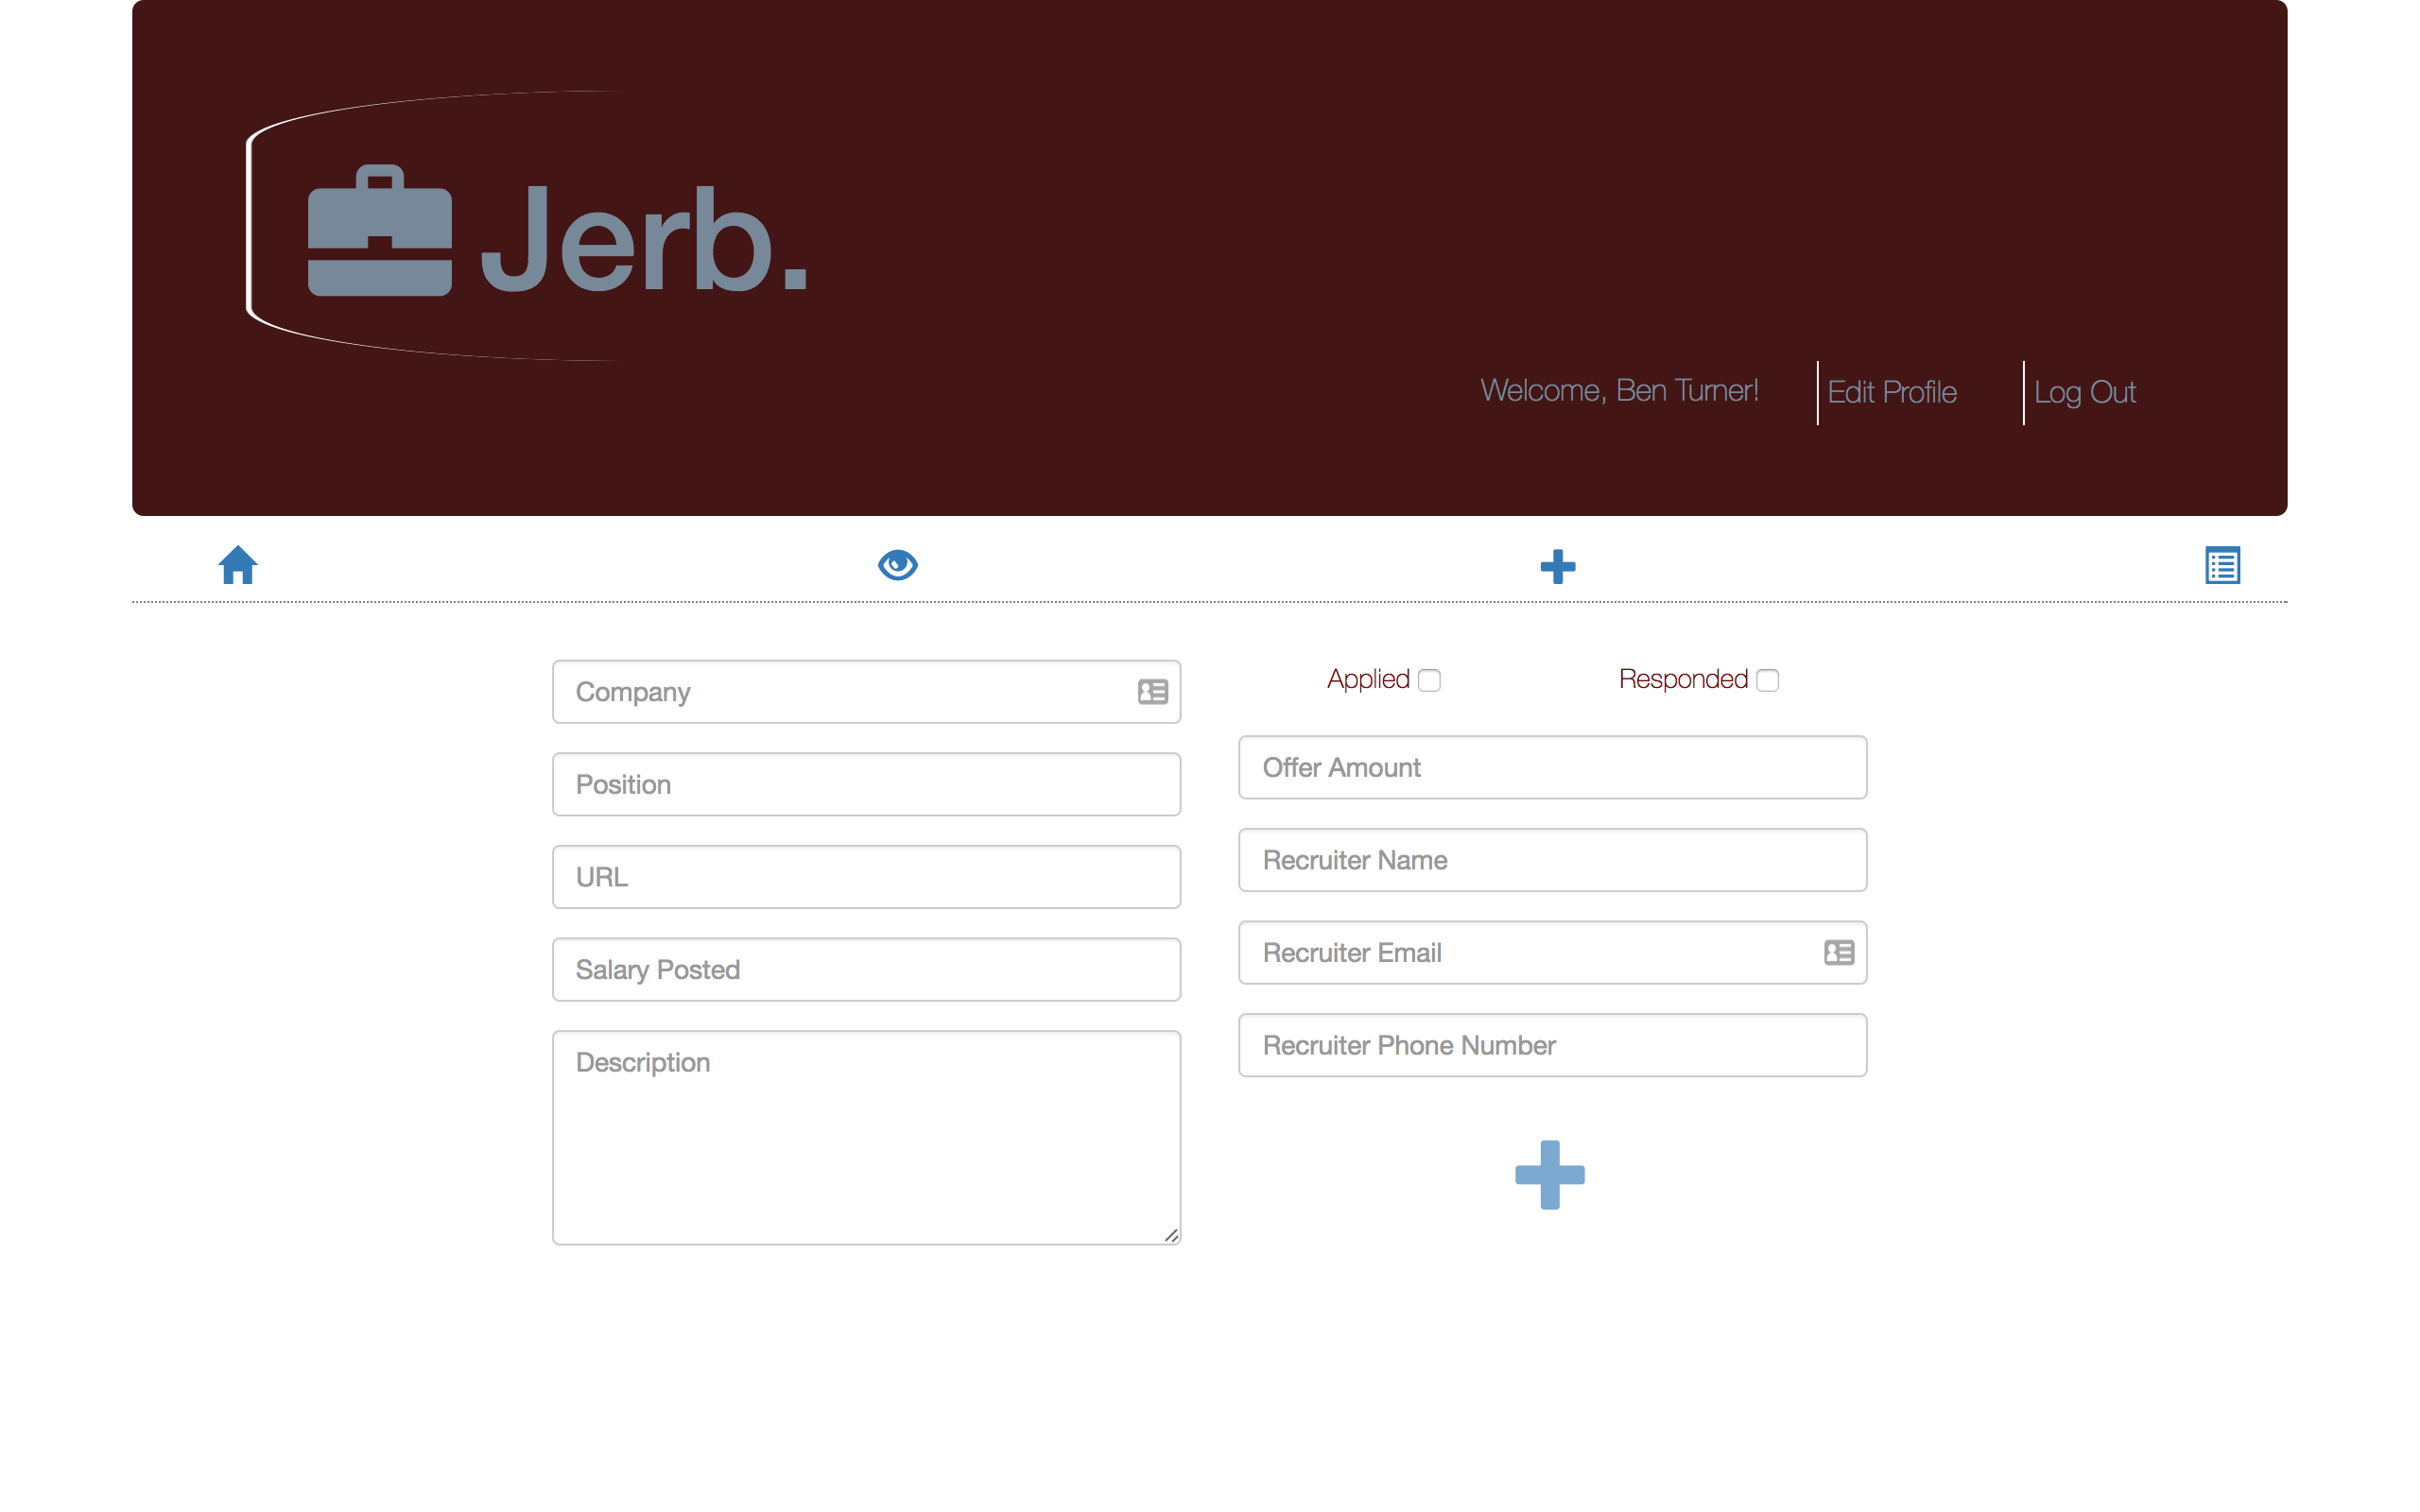 Jerb.
Welcome, Ben Turner!
Edit Profile
Log Out
Company
Position
URL
Salary Posted
Description
Applied
Responded
Offer Amount
Recruiter Name
Recruiter Email
Recruiter Phone Number